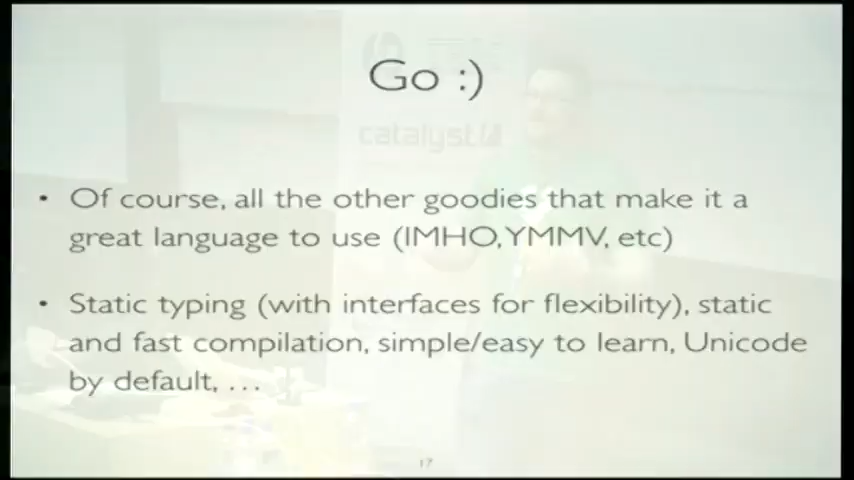 Go :)
catalyst
• Of course, all the other goodies that make it a
great language to use (IMHO, YMMV, etc)
• Static typing (with interfaces for flexibility), static
and fast compilation, simple/easy to learn, Unicode
by default, …
17